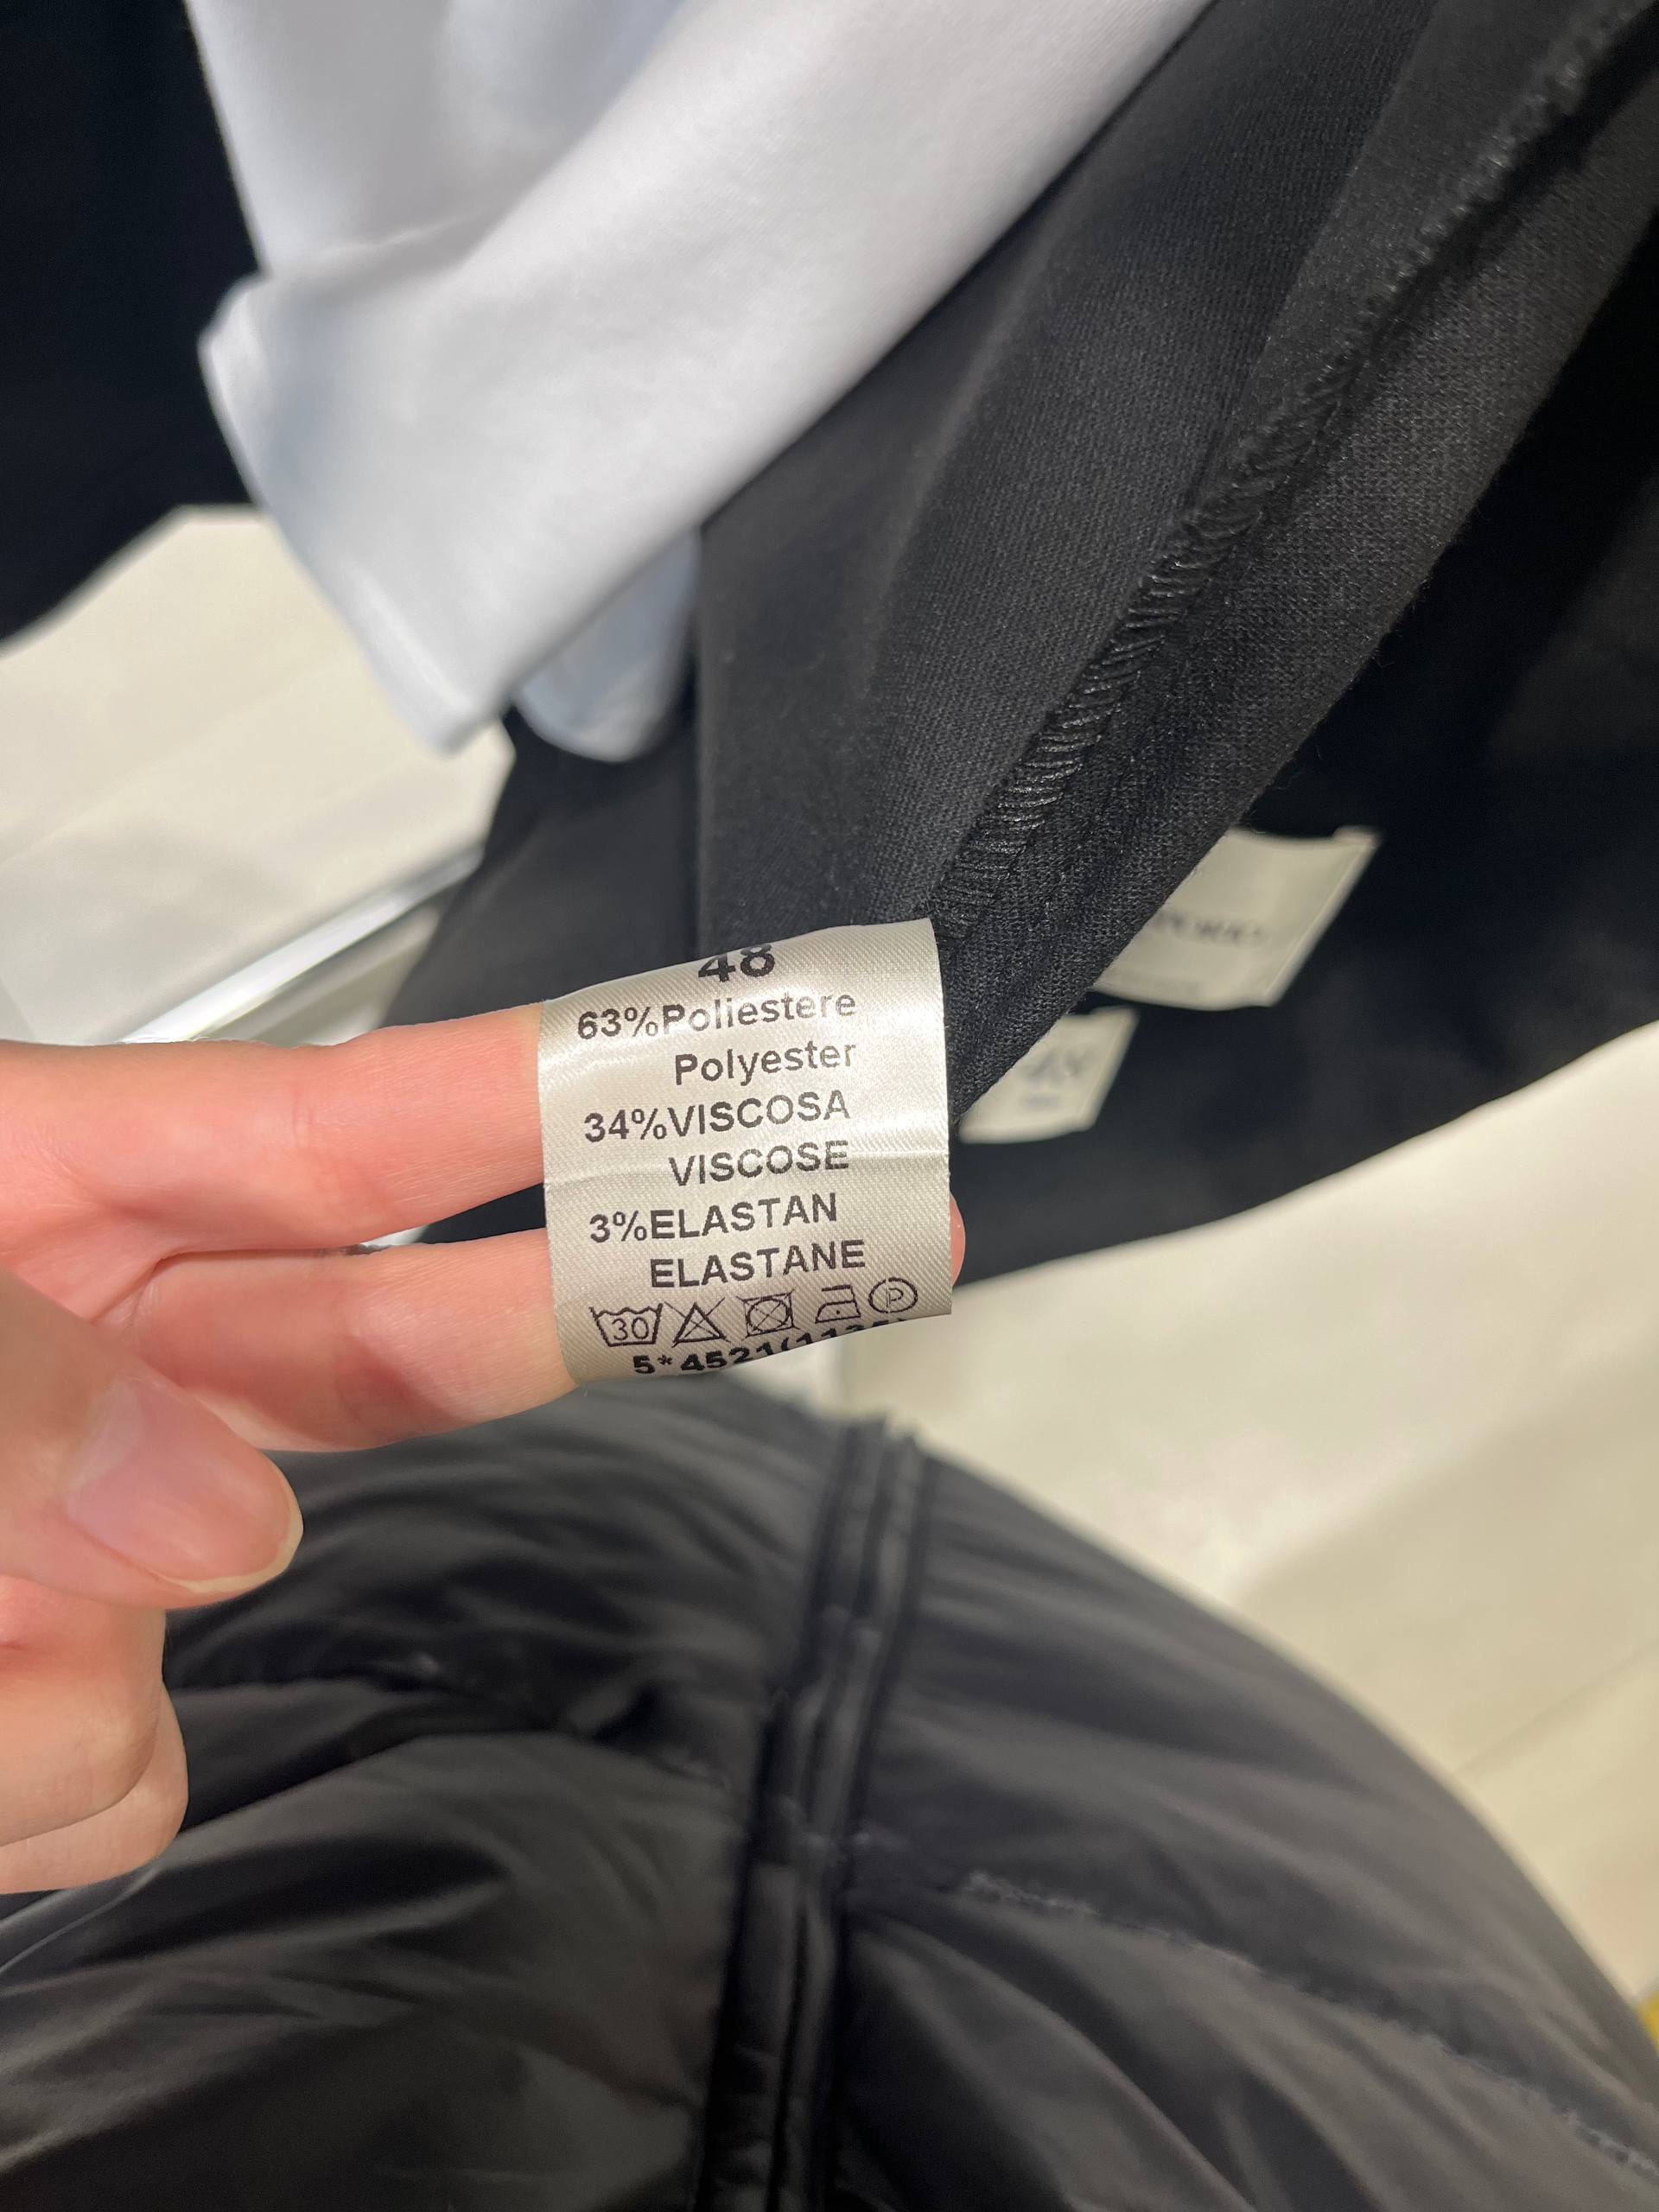 48
63%Poliestere
Polyester
34%VISCOSA
VISCOSE
3%ELASTAN
ELASTANE
30 P